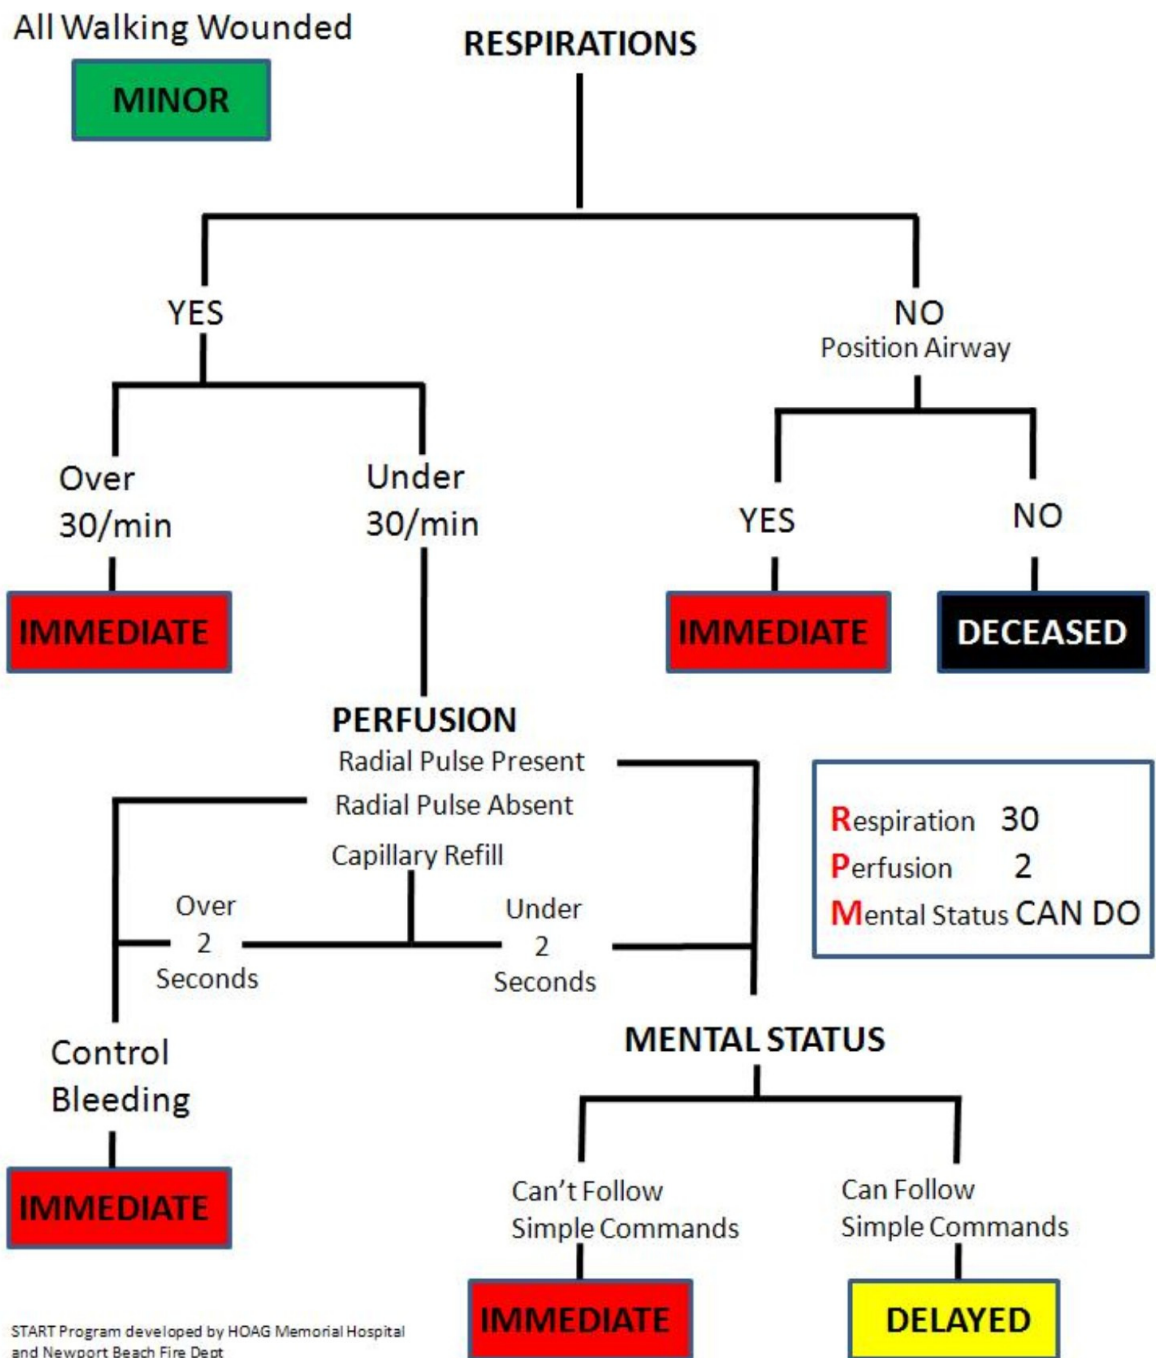 All Walking Wounded
MINOR
RESPIRATIONS
YES
NO
Position Airway
Over
30/min
Under
30/min
YES
NO
IMMEDIATE
IMMEDIATE
DECEASED
PERFUSION
Radial Pulse Present
Radial Pulse Absent
Capillary Refill
Over
2
Seconds
Under
2
Seconds
Respiration 30
Perfusion 2
Mental Status CAN DO
Control
Bleeding
IMMEDIATE
MENTAL STATUS
Can't Follow
Simple Commands
Can Follow
Simple Commands
IMMEDIATE
DELAYED
START Program developed by HOAG Memorial Hospital
and Newport Beach Fire Dept